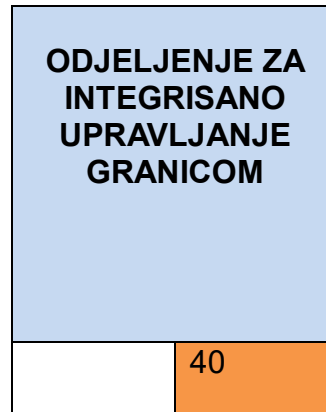 ODJELJENJE ZA
INTEGRISANO
UPRAVLJANJE
GRANICOM
40